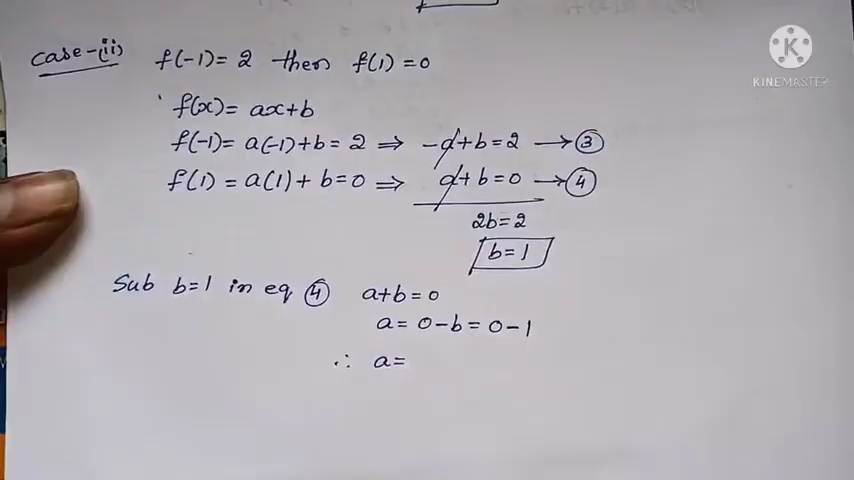 case-(ii) f(-1)= 2 then f(1)=0
f(x)= ax+b
f(-1)= a(-1)+b=2 ⇒ -a+b=2 → ③
f(1)=a(1)+b=0 ⇒ a+b=0 → ④
2b=2
b=1
Sub b=1 in eq ④ a+b=0
a= 0-b= 0-1
∴ a=
K
KINEMASTER